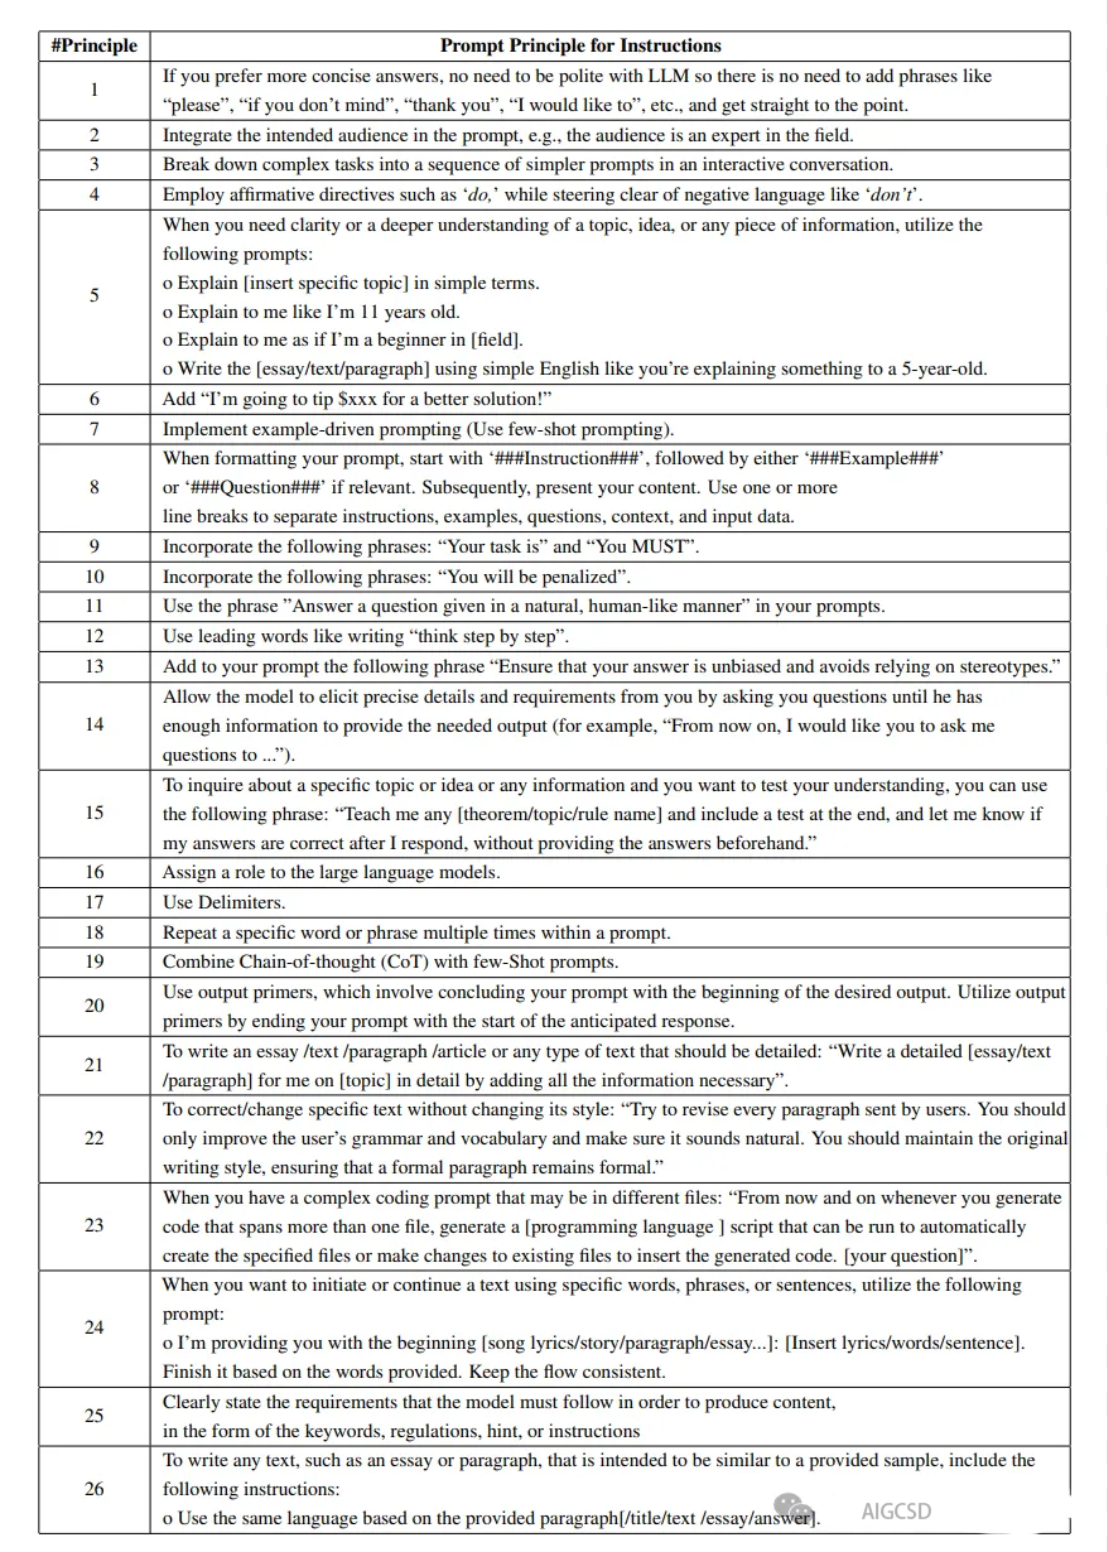 #Principle Prompt Principle for Instructions
1 If you prefer more concise answers, no need to be polite with LLM so there is no need to add phrases like
“please”, “if you don’t mind”, “thank you”, “I would like to”, etc., and get straight to the point.
2 Integrate the intended audience in the prompt, e.g., the audience is an expert in the field.
3 Break down complex tasks into a sequence of simpler prompts in an interactive conversation.
4 Employ affirmative directives such as ‘do,’ while steering clear of negative language like ‘don’t’.
5 When you need clarity or a deeper understanding of a topic, idea, or any piece of information, utilize the
following prompts:
o Explain [insert specific topic] in simple terms.
o Explain to me like I’m 11 years old.
o Explain to me as if I’m a beginner in [field].
o Write the [essay/text/paragraph] using simple English like you’re explaining something to a 5-year-old.
6 Add “I’m going to tip $xxx for a better solution!”
7 Implement example-driven prompting (Use few-shot prompting).
8 When formatting your prompt, start with ‘###Instruction###’, followed by either ‘###Example###’
or ‘###Question###’ if relevant. Subsequently, present your content. Use one or more
line breaks to separate instructions, examples, questions, context, and input data.
9 Incorporate the following phrases: “Your task is” and “You MUST”.
10 Incorporate the following phrases: “You will be penalized”.
11 Use the phrase ”Answer a question given in a natural, human-like manner” in your prompts.
12 Use leading words like writing “think step by step”.
13 Add to your prompt the following phrase “Ensure that your answer is unbiased and avoids relying on stereotypes.”
14 Allow the model to elicit precise details and requirements from you by asking you questions until he has
enough information to provide the needed output (for example, “From now on, I would like you to ask me
questions to ...”).
15 To inquire about a specific topic or idea or any information and you want to test your understanding, you can use
the following phrase: “Teach me any [theorem/topic/rule name] and include a test at the end, and let me know if
my answers are correct after I respond, without providing the answers beforehand.”
16 Assign a role to the large language models.
17 Use Delimiters.
18 Repeat a specific word or phrase multiple times within a prompt.
19 Combine Chain-of-thought (CoT) with few-Shot prompts.
20 Use output primers, which involve concluding your prompt with the beginning of the desired output. Utilize output
primers by ending your prompt with the start of the anticipated response.
21 To write an essay /text /paragraph /article or any type of text that should be detailed: “Write a detailed [essay/text
/paragraph] for me on [topic] in detail by adding all the information necessary”.
22 To correct/change specific text without changing its style: “Try to revise every paragraph sent by users. You should
only improve the user’s grammar and vocabulary and make sure it sounds natural. You should maintain the original
writing style, ensuring that a formal paragraph remains formal.”
23 When you have a complex coding prompt that may be in different files: “From now and on whenever you generate
code that spans more than one file, generate a [programming language ] script that can be run to automatically
create the specified files or make changes to existing files to insert the generated code. [your question]”.
24 When you want to initiate or continue a text using specific words, phrases, or sentences, utilize the following
prompt:
o I’m providing you with the beginning [song lyrics/story/paragraph/essay...]: [Insert lyrics/words/sentence].
Finish it based on the words provided. Keep the flow consistent.
25 Clearly state the requirements that the model must follow in order to produce content,
in the form of the keywords, regulations, hint, or instructions
26 To write any text, such as an essay or paragraph, that is intended to be similar to a provided sample, include the
following instructions:
o Use the same language based on the provided paragraph[/title/text /essay/answer].
AIGCSD